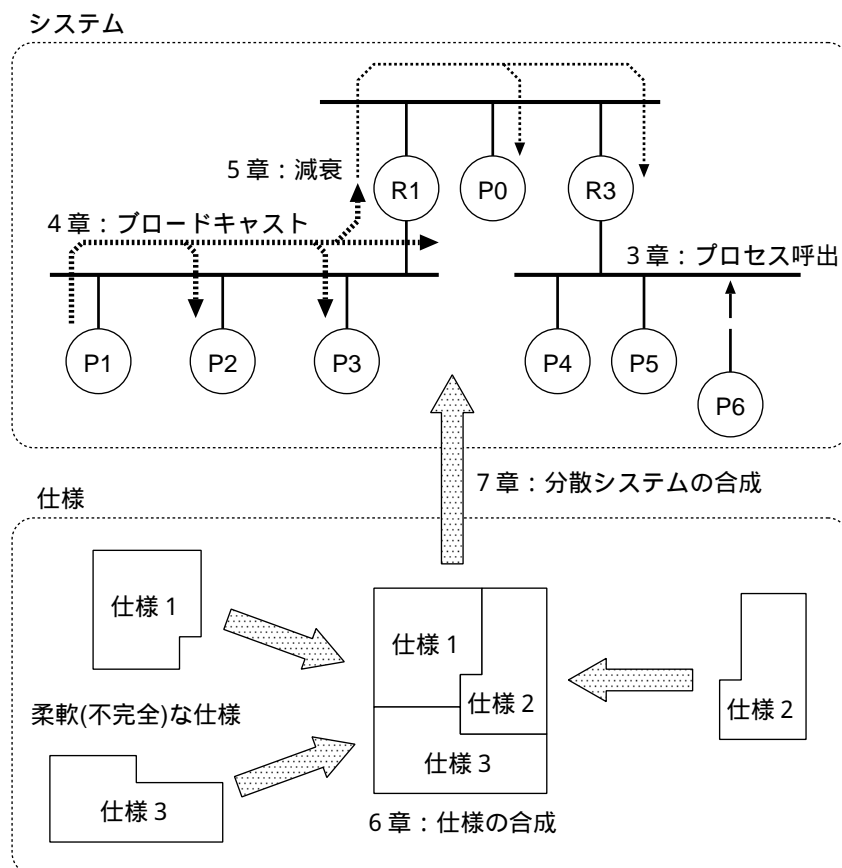 システム
5章：減衰
R1
P0
R3
4章：ブロードキャスト
3章：プロセス呼出
P1
P2
P3
P4
P5
P6
7章：分散システムの合成
仕様
仕様1
仕様1
仕様2
仕様2
柔軟(不完全)な仕様
仕様3
仕様3
6章：仕様の合成